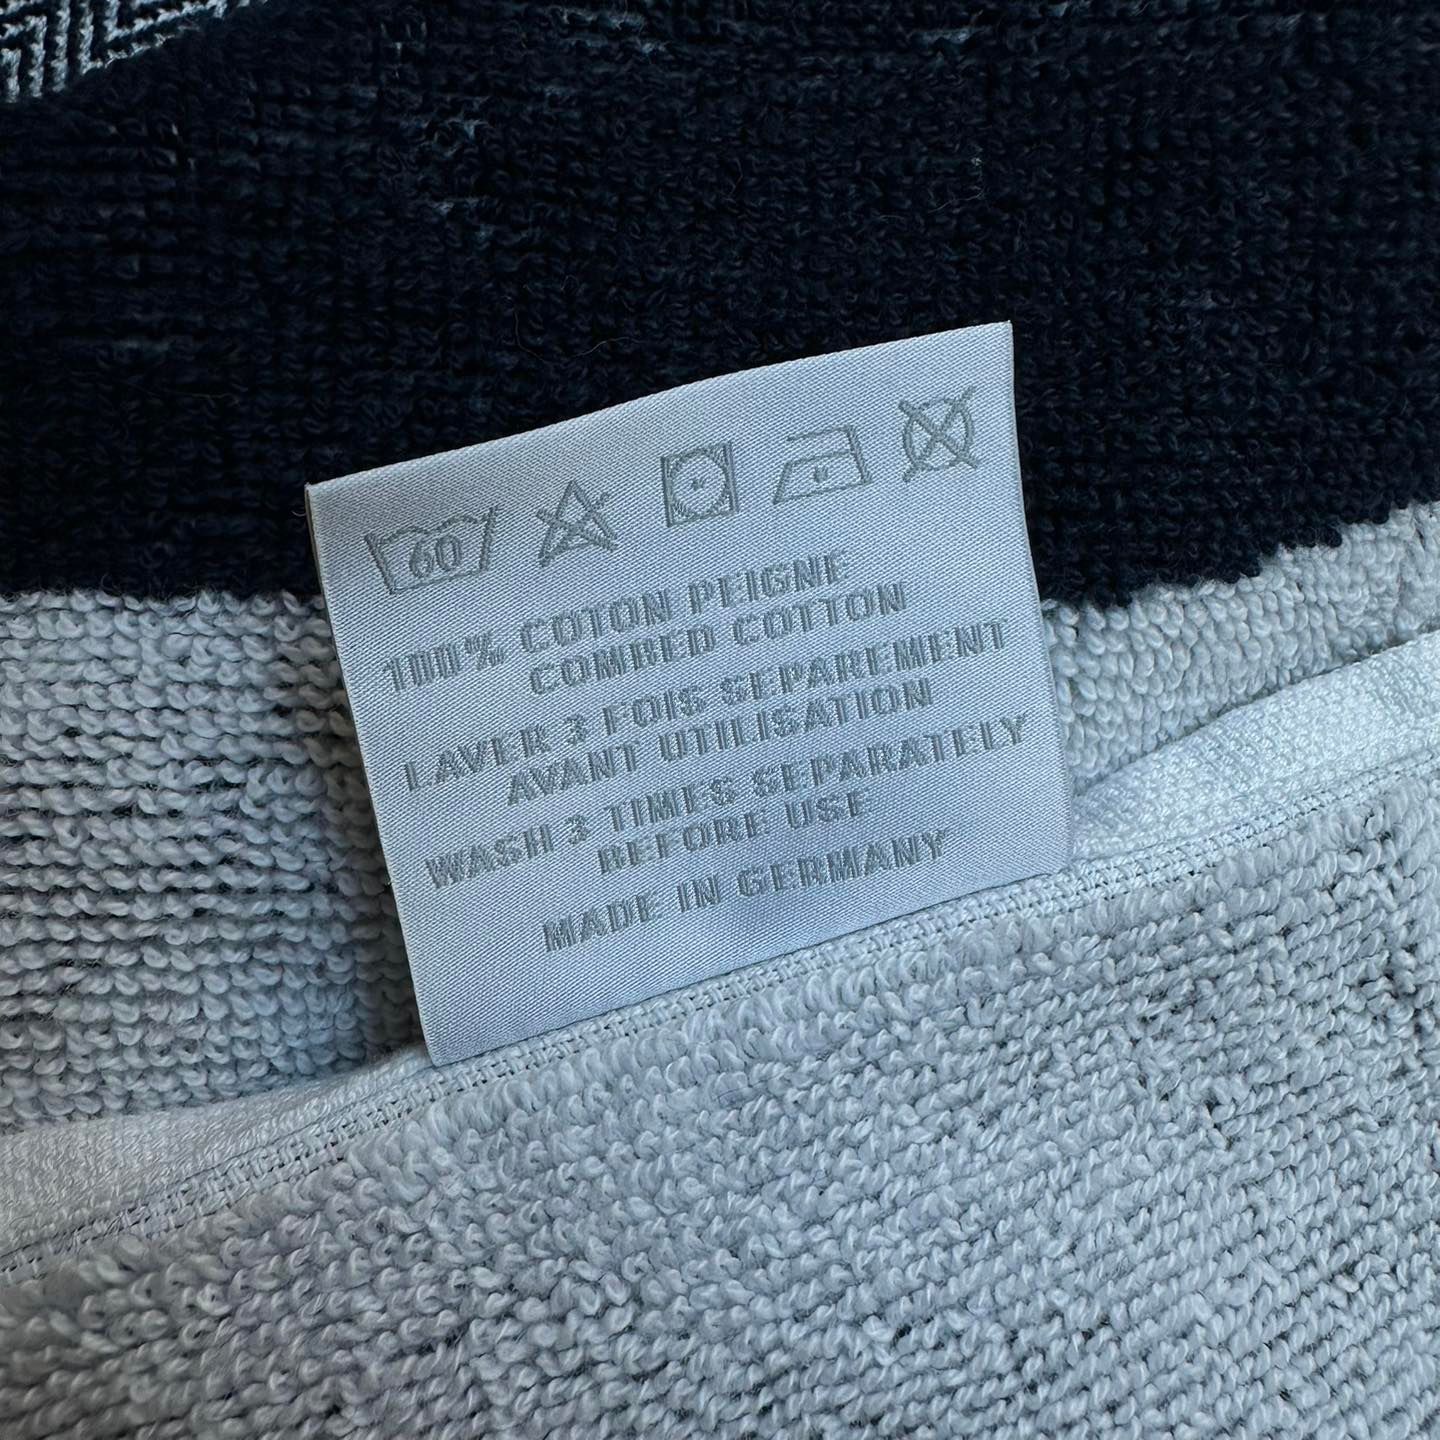 60
100% COTON PEIGNE
COMBED COTTON
LAVER 3 FOIS SEPAREMENT
AVANT UTILISATION
WASH 3 TIMES SEPARATELY
BEFORE USE
MADE IN GERMANY